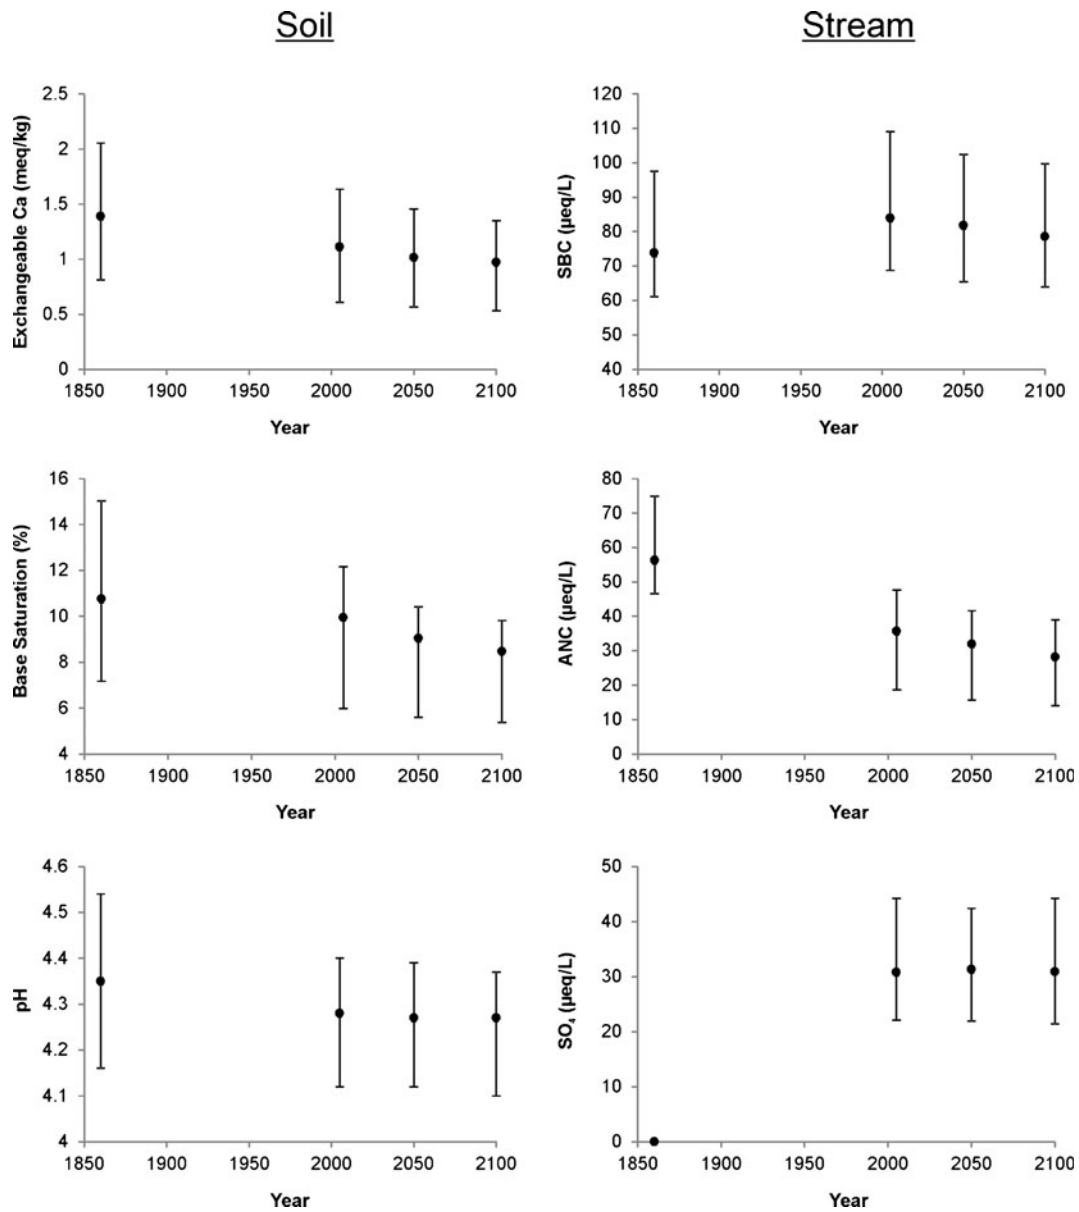 Soil
Stream
Exchangeable Ca (meq/kg)
2.5
2
1.5
1
0.5
0
1850 1900 1950 2000 2050 2100
Year
SBC (µeq/L)
120
110
100
90
80
70
60
50
40
1850 1900 1950 2000 2050 2100
Year
Base Saturation (%)
16
14
12
10
8
6
4
1850 1900 1950 2000 2050 2100
Year
ANC (µeq/L)
80
70
60
50
40
30
20
10
0
1850 1900 1950 2000 2050 2100
Year
pH
4.6
4.5
4.4
4.3
4.2
4.1
4
1850 1900 1950 2000 2050 2100
Year
SO₄ (µeq/L)
50
40
30
20
10
0
1850 1900 1950 2000 2050 2100
Year